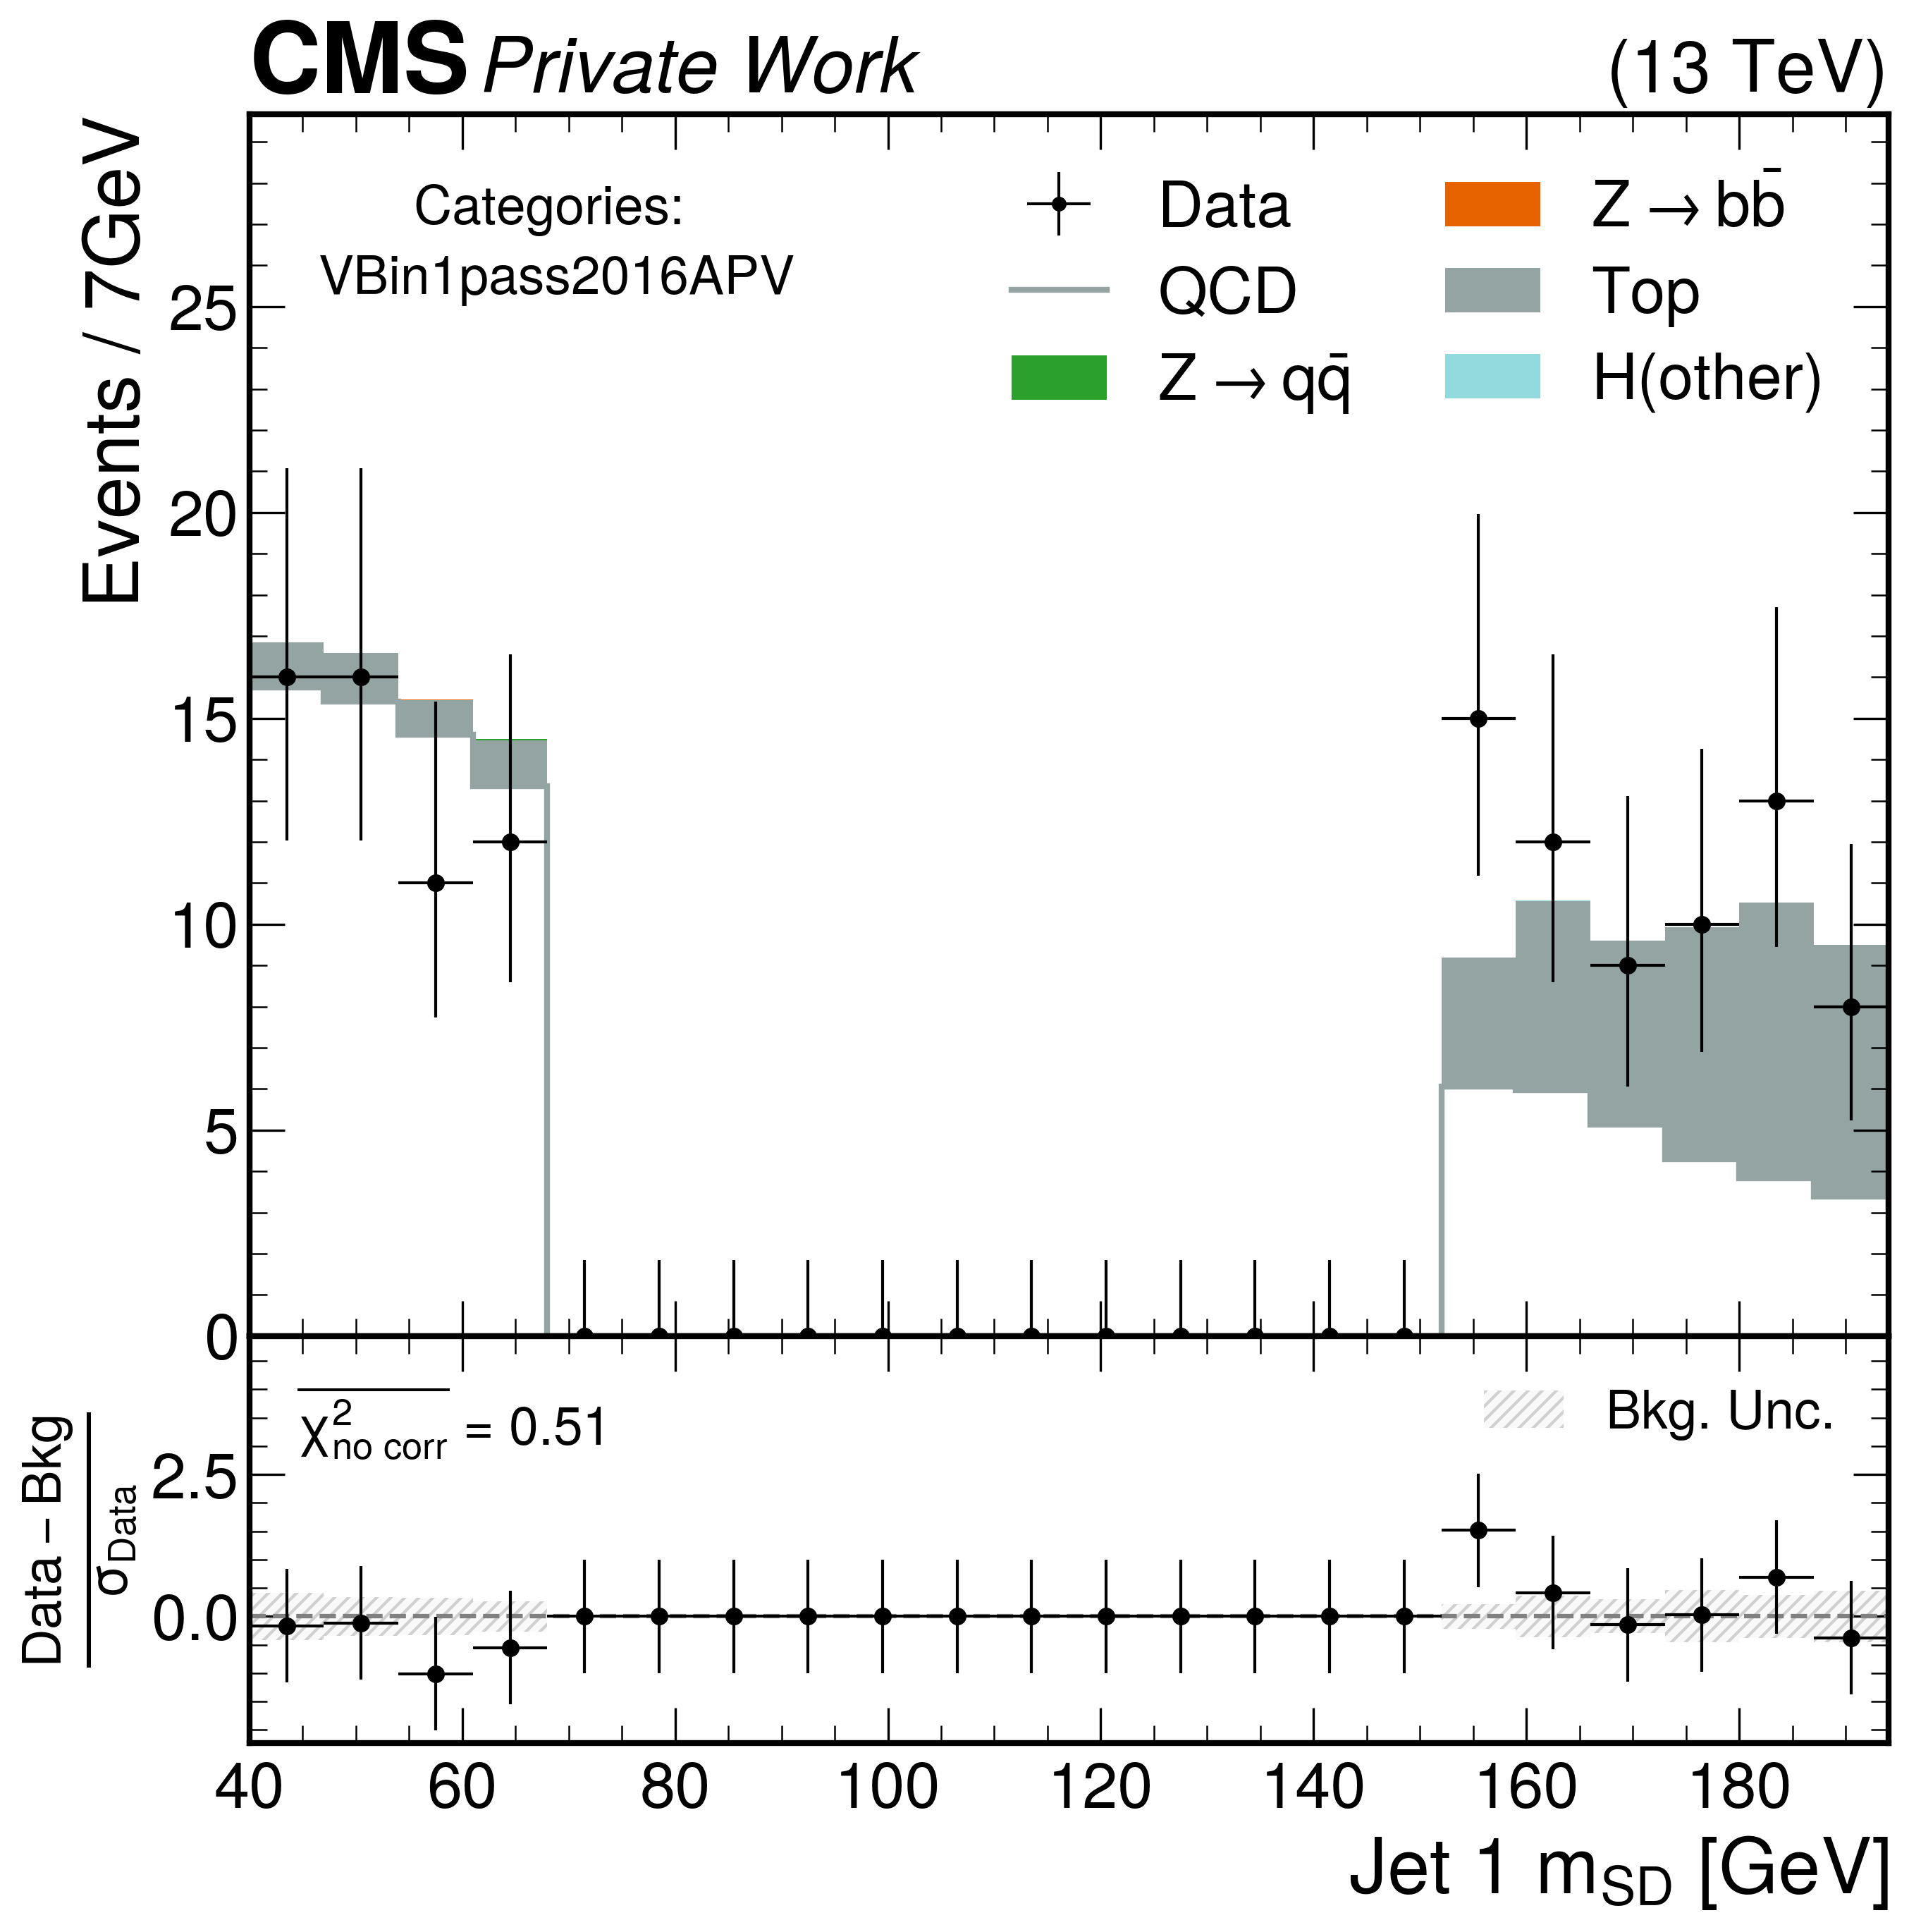 CMS Private Work (13 TeV)
Events / 7GeV
Categories:
VBin1pass2016APV
Data
QCD
Z → qq̄
Z → bb̄
Top
H(other)
25
20
15
10
5
0
χ²no corr = 0.51
Bkg. Unc.
Data − Bkg
σData
2.5
0.0
40 60 80 100 120 140 160 180
Jet 1 mSD [GeV]